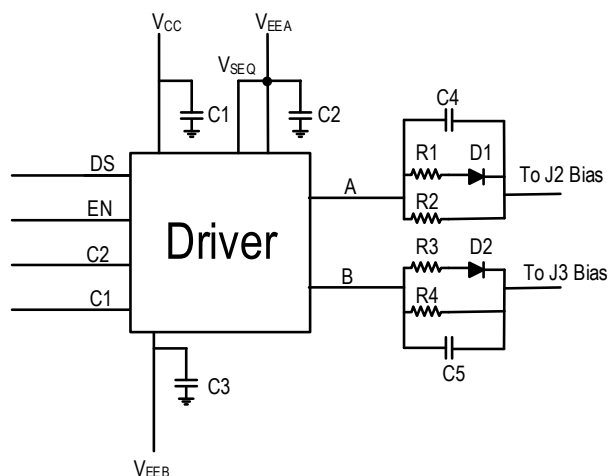 VCC
VEEA
VSEQ
C1
C2
C4
DS
R1
D1
To J2 Bias
A
EN
R2
Driver
R3
D2
C2
To J3 Bias
B
R4
C1
C5
C3
VEEB